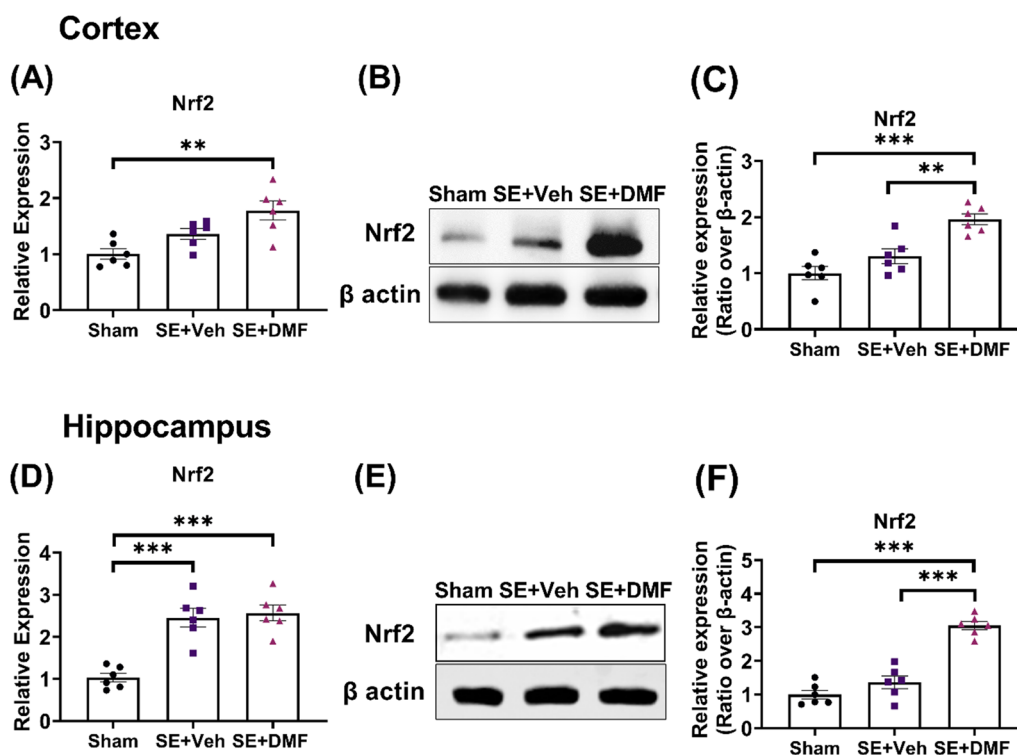 Cortex
(A)
Nrf2
Relative Expression
3
2
1
0
**
Sham SE+Veh SE+DMF
(B)
Sham SE+Veh SE+DMF
Nrf2
β actin
(C)
Nrf2
Relative expression
(Ratio over β-actin)
3
2
1
0
***
**
Sham SE+Veh SE+DMF
Hippocampus
(D)
Nrf2
Relative Expression
4
3
2
1
0
***
***
Sham SE+Veh SE+DMF
(E)
Sham SE+Veh SE+DMF
Nrf2
β actin
(F)
Nrf2
Relative expression
(Ratio over β-actin)
5
4
3
2
1
0
***
***
Sham SE+Veh SE+DMF